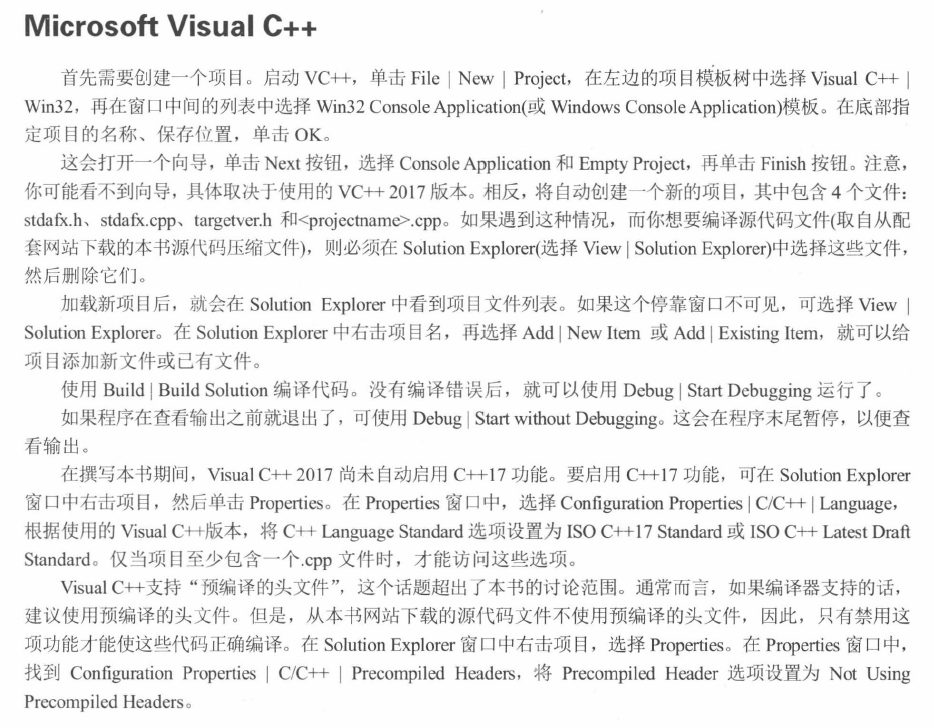 Microsoft Visual C++
首先需要创建一个项目。启动 VC++，单击 File | New | Project，在左边的项目模板树中选择 Visual C++ |
Win32，再在窗口中间的列表中选择 Win32 Console Application(或 Windows Console Application)模板。在底部指
定项目的名称、保存位置，单击 OK。
这会打开一个向导，单击 Next 按钮，选择 Console Application 和 Empty Project，再单击 Finish 按钮。注意，
你可能看不到向导，具体取决于使用的 VC++ 2017 版本。相反，将自动创建一个新的项目，其中包含 4 个文件：
stdafx.h、stdafx.cpp、targetver.h 和<projectname>.cpp。如果遇到这种情况，而你想要编译源代码文件(取自从配
套网站下载的本书源代码压缩文件)，则必须在 Solution Explorer(选择 View | Solution Explorer)中选择这些文件，
然后删除它们。
加载新项目后，就会在 Solution Explorer 中看到项目文件列表。如果这个停靠窗口不可见，可选择 View |
Solution Explorer。在 Solution Explorer 中右击项目名，再选择 Add | New Item 或 Add | Existing Item，就可以给
项目添加新文件或已有文件。
使用 Build | Build Solution 编译代码。没有编译错误后，就可以使用 Debug | Start Debugging 运行了。
如果程序在查看输出之前就退出了，可使用 Debug | Start without Debugging。这会在程序末尾暂停，以便查
看输出。
在撰写本书期间，Visual C++ 2017 尚未自动启用 C++17 功能。要启用 C++17 功能，可在 Solution Explorer
窗口中右击项目，然后单击 Properties。在 Properties 窗口中，选择 Configuration Properties | C/C++ | Language，
根据使用的 Visual C++版本，将 C++ Language Standard 选项设置为 ISO C++17 Standard 或 ISO C++ Latest Draft
Standard。仅当项目至少包含一个.cpp 文件时，才能访问这些选项。
Visual C++支持“预编译的头文件”，这个话题超出了本书的讨论范围。通常而言，如果编译器支持的话，
建议使用预编译的头文件。但是，从本书网站下载的源代码文件不使用预编译的头文件，因此，只有禁用这
项功能才能使这些代码正确编译。在 Solution Explorer 窗口中右击项目，选择 Properties。在 Properties 窗口中，
找到 Configuration Properties | C/C++ | Precompiled Headers，将 Precompiled Header 选项设置为 Not Using
Precompiled Headers。